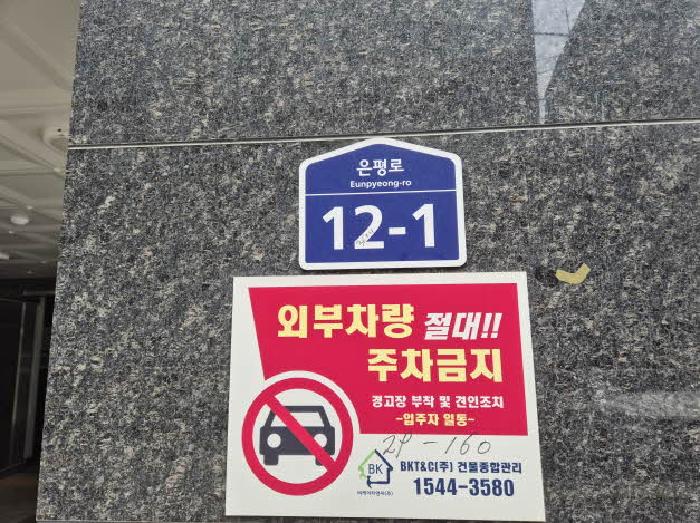 은평로
Eunpyeong-ro
12-1
외부차량 절대!!
주차금지
경고장 부착 및 견인조치
-입주자 일동-
29-160
BK
BKT&C(주) 건물종합관리
1544-3580